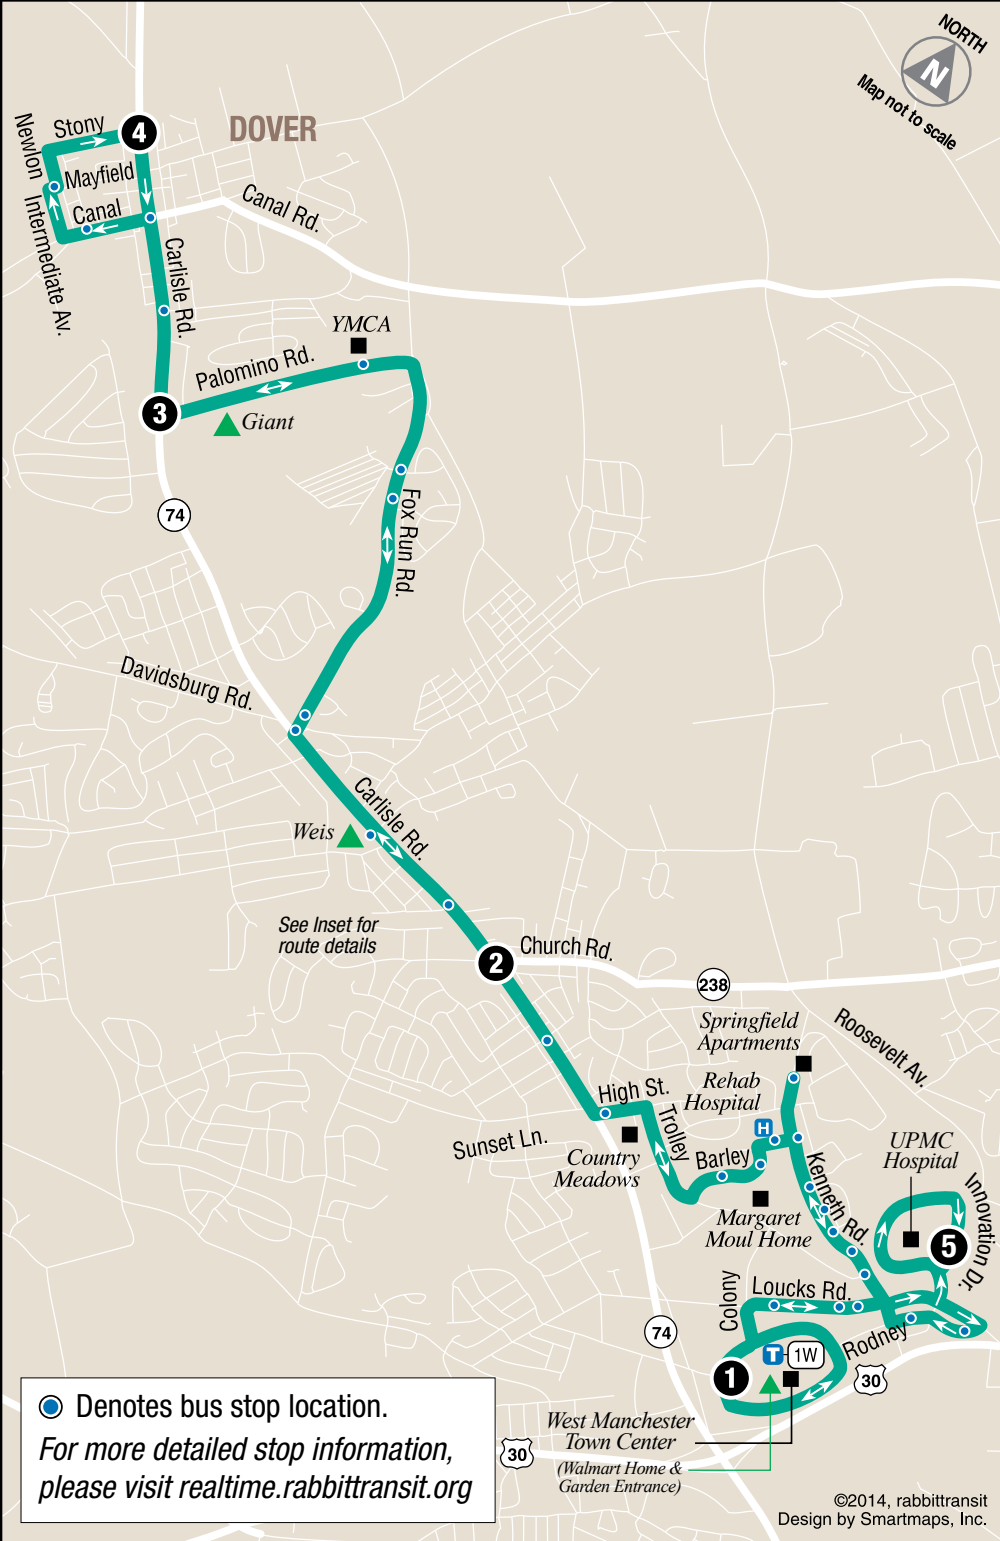 NORTH
N
Map not to scale
DOVER
Stony
4
Newlon
Mayfield
Canal
Intermediate Av.
Canal Rd.
Carlisle Rd.
YMCA
Palomino Rd.
3
Giant
74
Fox Run Rd.
Davidsburg Rd.
Carlisle Rd.
Weis
See Inset for
route details
2
Church Rd.
238
Springfield
Apartments
Roosevelt Av.
Rehab
Hospital
H
High St.
Trolley
Sunset Ln.
Country
Meadows
Barley
Margaret
Moul Home
Kenneth Rd.
UPMC
Hospital
Innovation Dr.
5
Colony
Loucks Rd.
Rodney
74
T
1W
1
30
West Manchester
Town Center
(Walmart Home &
Garden Entrance)
30
Denotes bus stop location.
For more detailed stop information,
please visit realtime.rabbittransit.org
©2014, rabbittransit
Design by Smartmaps, Inc.